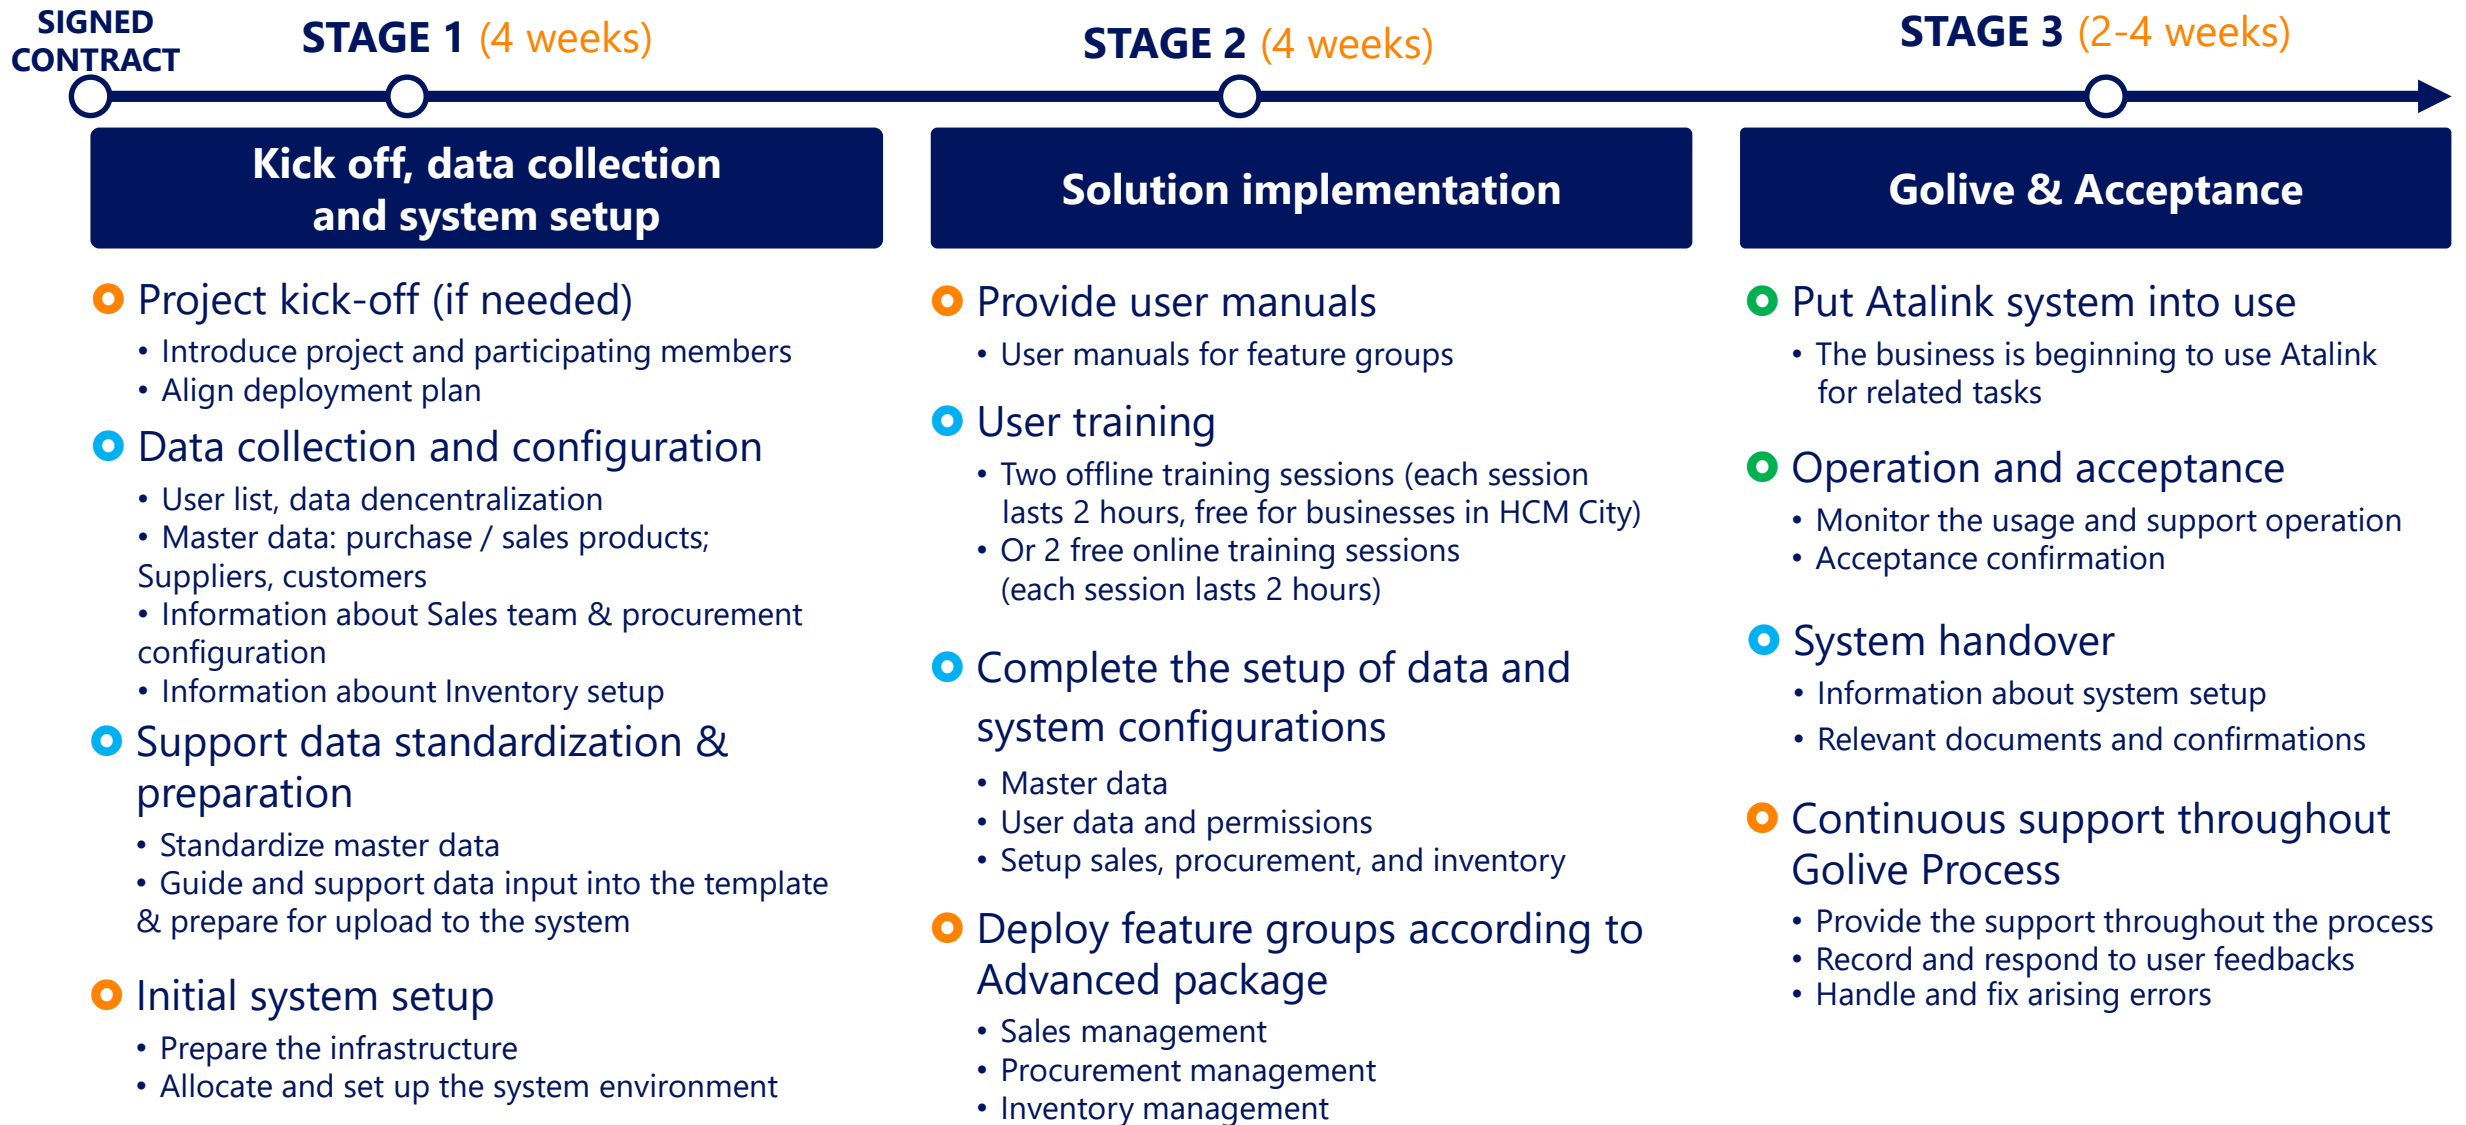 SIGNED
CONTRACT
STAGE 1 (4 weeks)
STAGE 2 (4 weeks)
STAGE 3 (2-4 weeks)
Kick off, data collection
and system setup
Project kick-off (if needed)
• Introduce project and participating members
• Align deployment plan
Data collection and configuration
• User list, data dencentralization
• Master data: purchase / sales products;
Suppliers, customers
• Information about Sales team & procurement
configuration
• Information abount Inventory setup
Support data standardization &
preparation
• Standardize master data
• Guide and support data input into the template
& prepare for upload to the system
Initial system setup
• Prepare the infrastructure
• Allocate and set up the system environment
Solution implementation
Provide user manuals
• User manuals for feature groups
User training
• Two offline training sessions (each session
lasts 2 hours, free for businesses in HCM City)
• Or 2 free online training sessions
(each session lasts 2 hours)
Complete the setup of data and
system configurations
• Master data
• User data and permissions
• Setup sales, procurement, and inventory
Deploy feature groups according to
Advanced package
• Sales management
• Procurement management
• Inventory management
Golive & Acceptance
Put Atalink system into use
• The business is beginning to use Atalink
for related tasks
Operation and acceptance
• Monitor the usage and support operation
• Acceptance confirmation
System handover
• Information about system setup
• Relevant documents and confirmations
Continuous support throughout
Golive Process
• Provide the support throughout the process
• Record and respond to user feedbacks
• Handle and fix arising errors